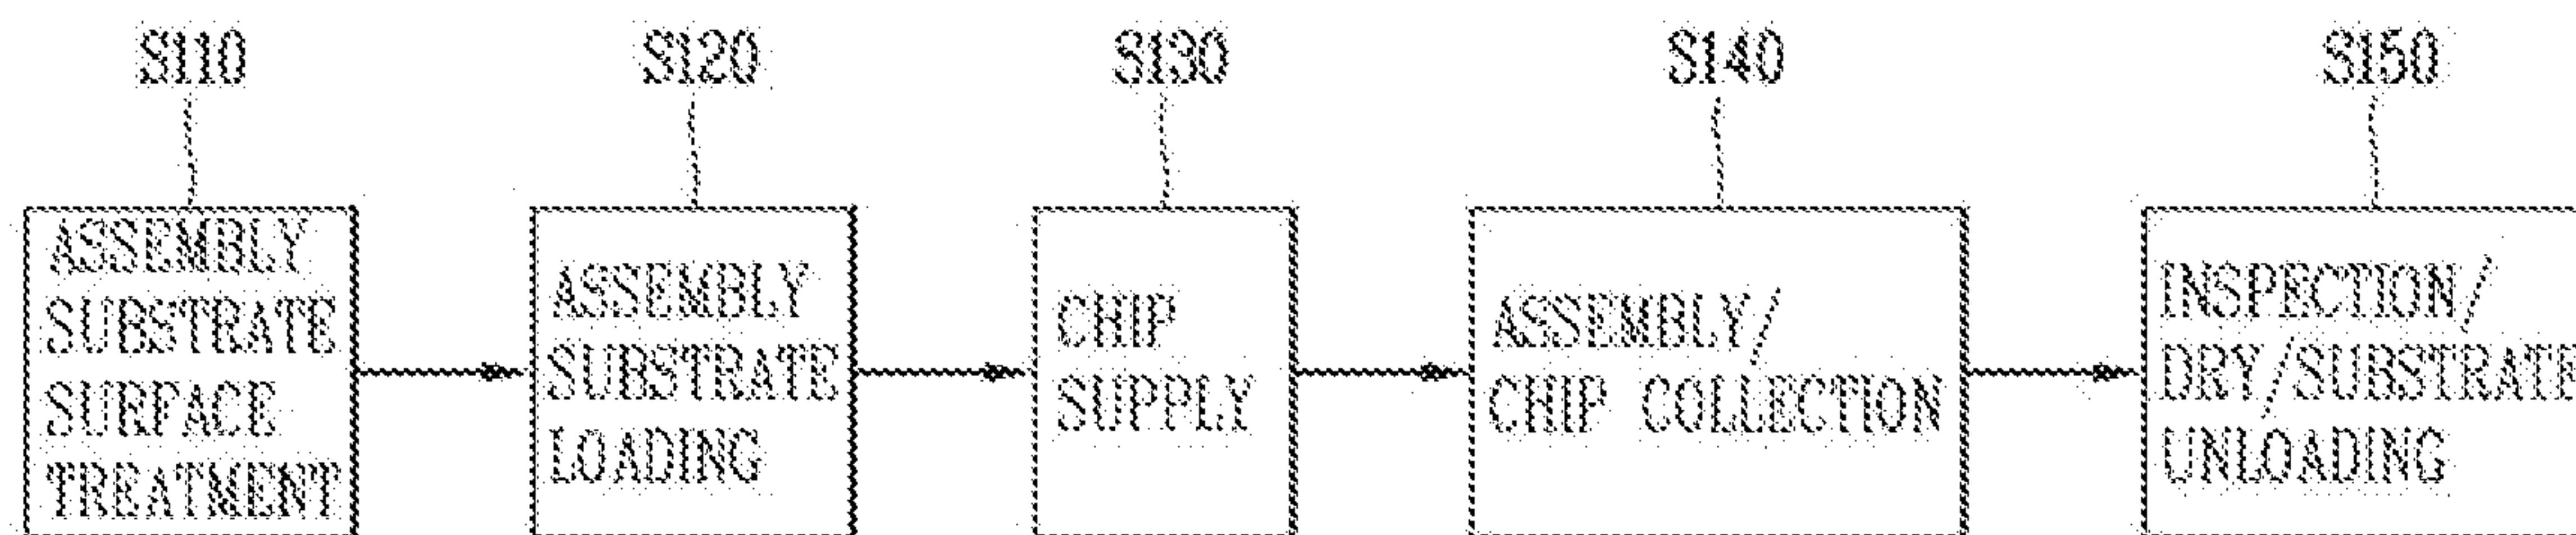 S110
S120
S130
S140
S150
ASSEMBLY
SUBSTRATE
SURFACE
TREATMENT
ASSEMBLY
SUBSTRATE
LOADING
CHIP
SUPPLY
ASSEMBLY/
CHIP COLLECTION
INSPECTION/
DRY/SUBSTRATE
UNLOADING